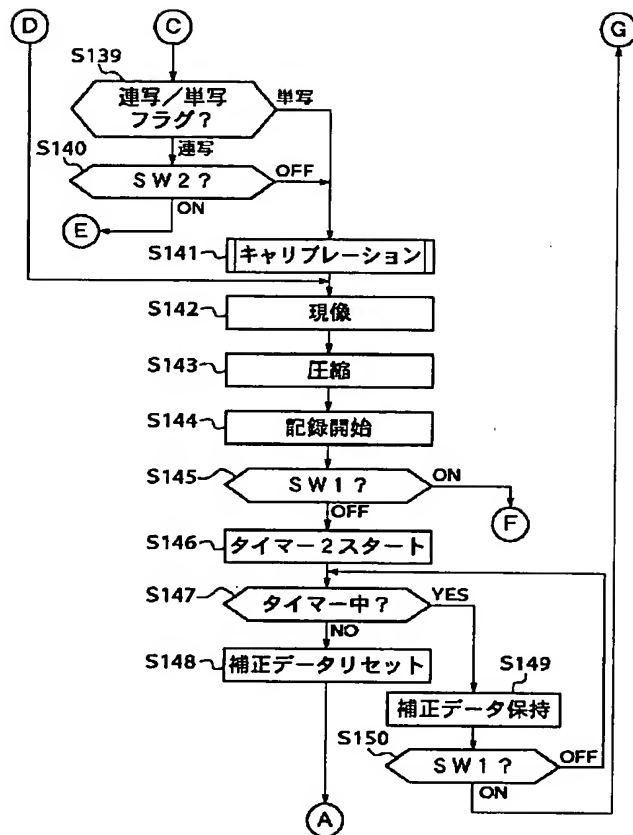 D
C
G
S139
連写／単写
フラグ？
単写
連写
S140
ＳＷ２？
OFF
ON
E
S141
キャリブレーション
S142
現像
S143
圧縮
S144
記録開始
S145
ＳＷ１？
ON
OFF
F
S146
タイマー２スタート
S147
タイマー中？
YES
NO
S148
補正データリセット
S149
補正データ保持
S150
ＳＷ１？
OFF
ON
A